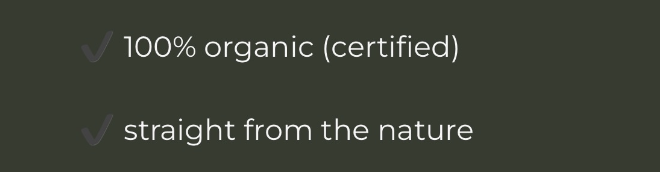 ✔ 100% organic (certified)
✔ straight from the nature